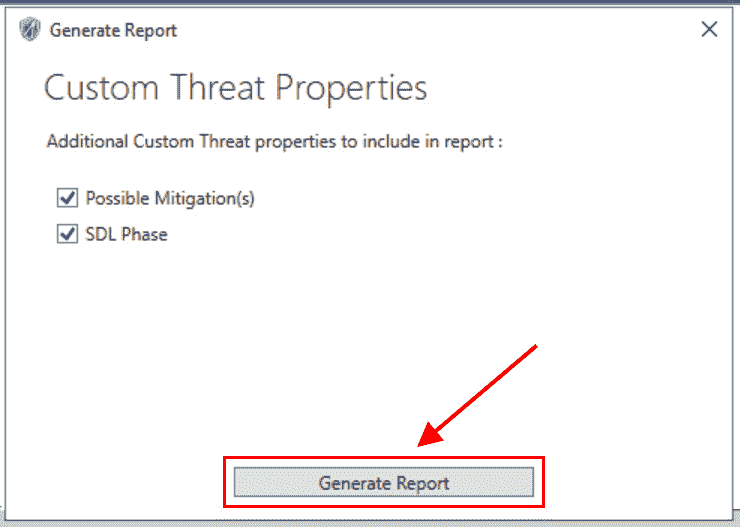 Generate Report
Custom Threat Properties
Additional Custom Threat properties to include in report :
Possible Mitigation(s)
SDL Phase
Generate Report